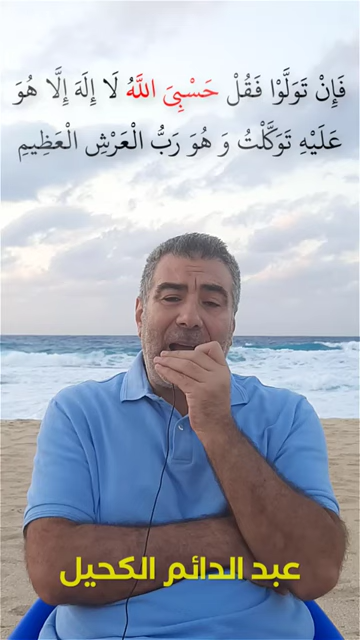 فَإِنْ تَوَلَّوْا فَقُلْ حَسْبِيَ اللَّهُ لَا إِلَهَ إِلَّا هُوَ
عَلَيْهِ تَوَكَّلْتُ وَ هُوَ رَبُّ الْعَرْشِ الْعَظِيمِ
عبد الدائم الكحيل